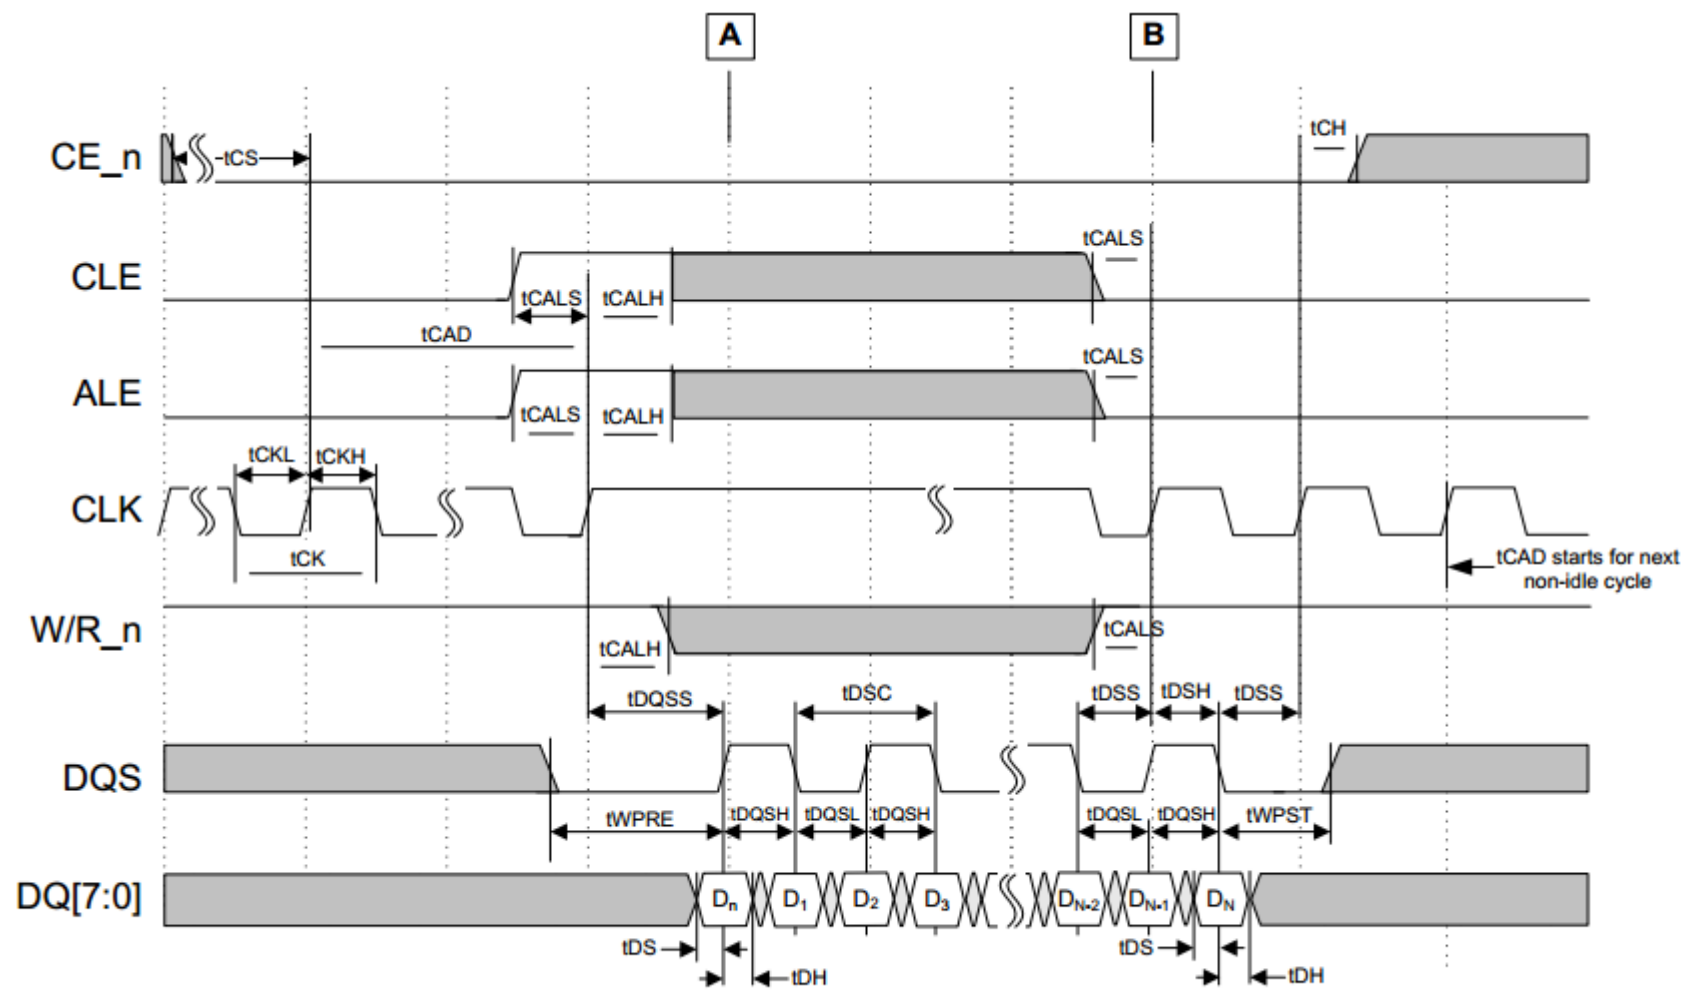 A B
tCH
CE_n tCS
tCALS
CLE
tCALS tCALH
tCAD
tCALS
ALE
tCALS tCALH
tCKL tCKH
CLK
tCK
tCAD starts for next
non-idle cycle
W/R_n
tCALS
tCALH
tDQSS tDSC tDSS tDSH tDSS
DQS
tWPRE tDQSH tDQSL tDQSH tDQSL tDQSH tWPST
DQ[7:0] Dn D1 D2 D3 DN-2 DN-1 DN
tDS tDS
tDH tDH